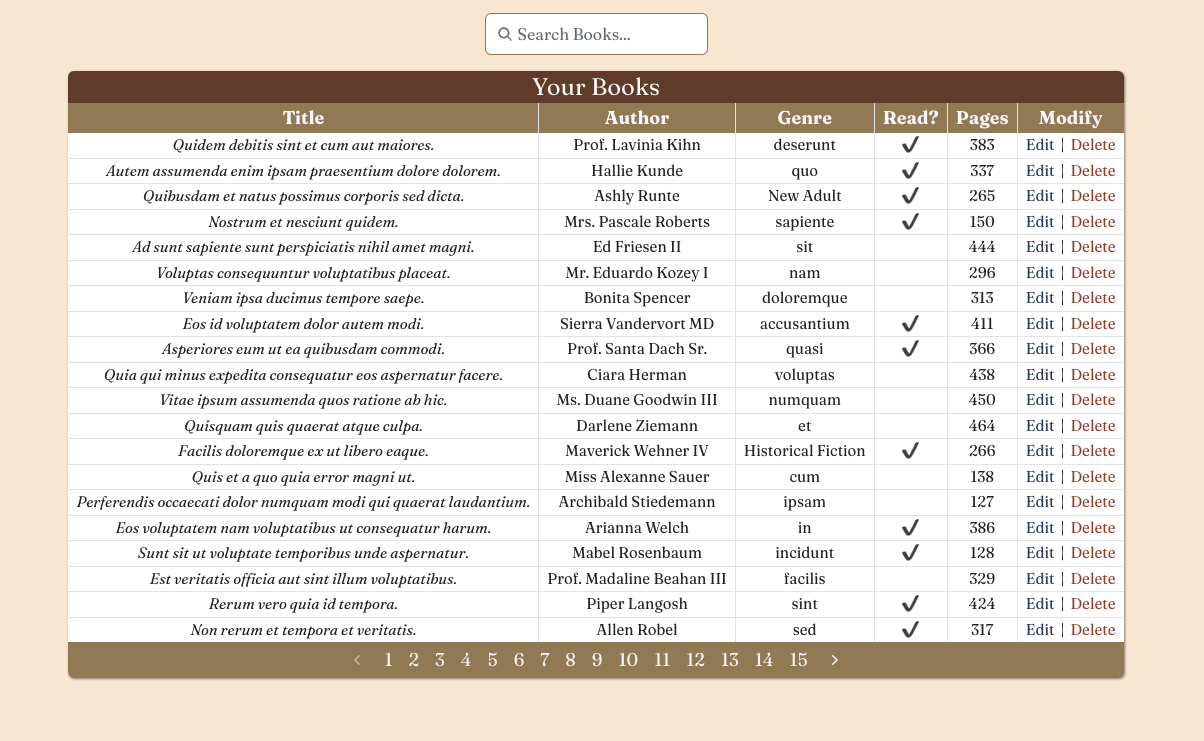 Search Books...
Your Books
Title Author Genre Read? Pages Modify
Quidem debitis sint et cum aut maiores. Prof. Lavinia Kihn deserunt ✔ 383 Edit | Delete
Autem assumenda enim ipsam praesentium dolore dolorem. Hallie Kunde quo ✔ 337 Edit | Delete
Quibusdam et natus possimus corporis sed dicta. Ashly Runte New Adult ✔ 265 Edit | Delete
Nostrum et nesciunt quidem. Mrs. Pascale Roberts sapiente ✔ 150 Edit | Delete
Ad sunt sapiente sunt perspiciatis nihil amet magni. Ed Friesen II sit 444 Edit | Delete
Voluptas consequuntur voluptatibus placeat. Mr. Eduardo Kozey I nam 296 Edit | Delete
Veniam ipsa ducimus tempore saepe. Bonita Spencer doloremque 313 Edit | Delete
Eos id voluptatem dolor autem modi. Sierra Vandervort MD accusantium ✔ 411 Edit | Delete
Asperiores eum ut ea quibusdam commodi. Prof. Santa Dach Sr. quasi ✔ 366 Edit | Delete
Quia qui minus expedita consequatur eos aspernatur facere. Ciara Herman voluptas 438 Edit | Delete
Vitae ipsum assumenda quos ratione ab hic. Ms. Duane Goodwin III numquam 450 Edit | Delete
Quisquam quis quaerat atque culpa. Darlene Ziemann et 464 Edit | Delete
Facilis doloremque ex ut libero eaque. Maverick Wehner IV Historical Fiction ✔ 266 Edit | Delete
Quis et a quo quia error magni ut. Miss Alexanne Sauer cum 138 Edit | Delete
Perferendis occaecati dolor numquam modi qui quaerat laudantium. Archibald Stiedemann ipsam 127 Edit | Delete
Eos voluptatem nam voluptatibus ut consequatur harum. Arianna Welch in ✔ 386 Edit | Delete
Sunt sit ut voluptate temporibus unde aspernatur. Mabel Rosenbaum incidunt ✔ 128 Edit | Delete
Est veritatis officia aut sint illum voluptatibus. Prof. Madaline Beahan III facilis 329 Edit | Delete
Rerum vero quia id tempora. Piper Langosh sint ✔ 424 Edit | Delete
Non rerum et tempora et veritatis. Allen Robel sed ✔ 317 Edit | Delete
‹ 1 2 3 4 5 6 7 8 9 10 11 12 13 14 15 ›